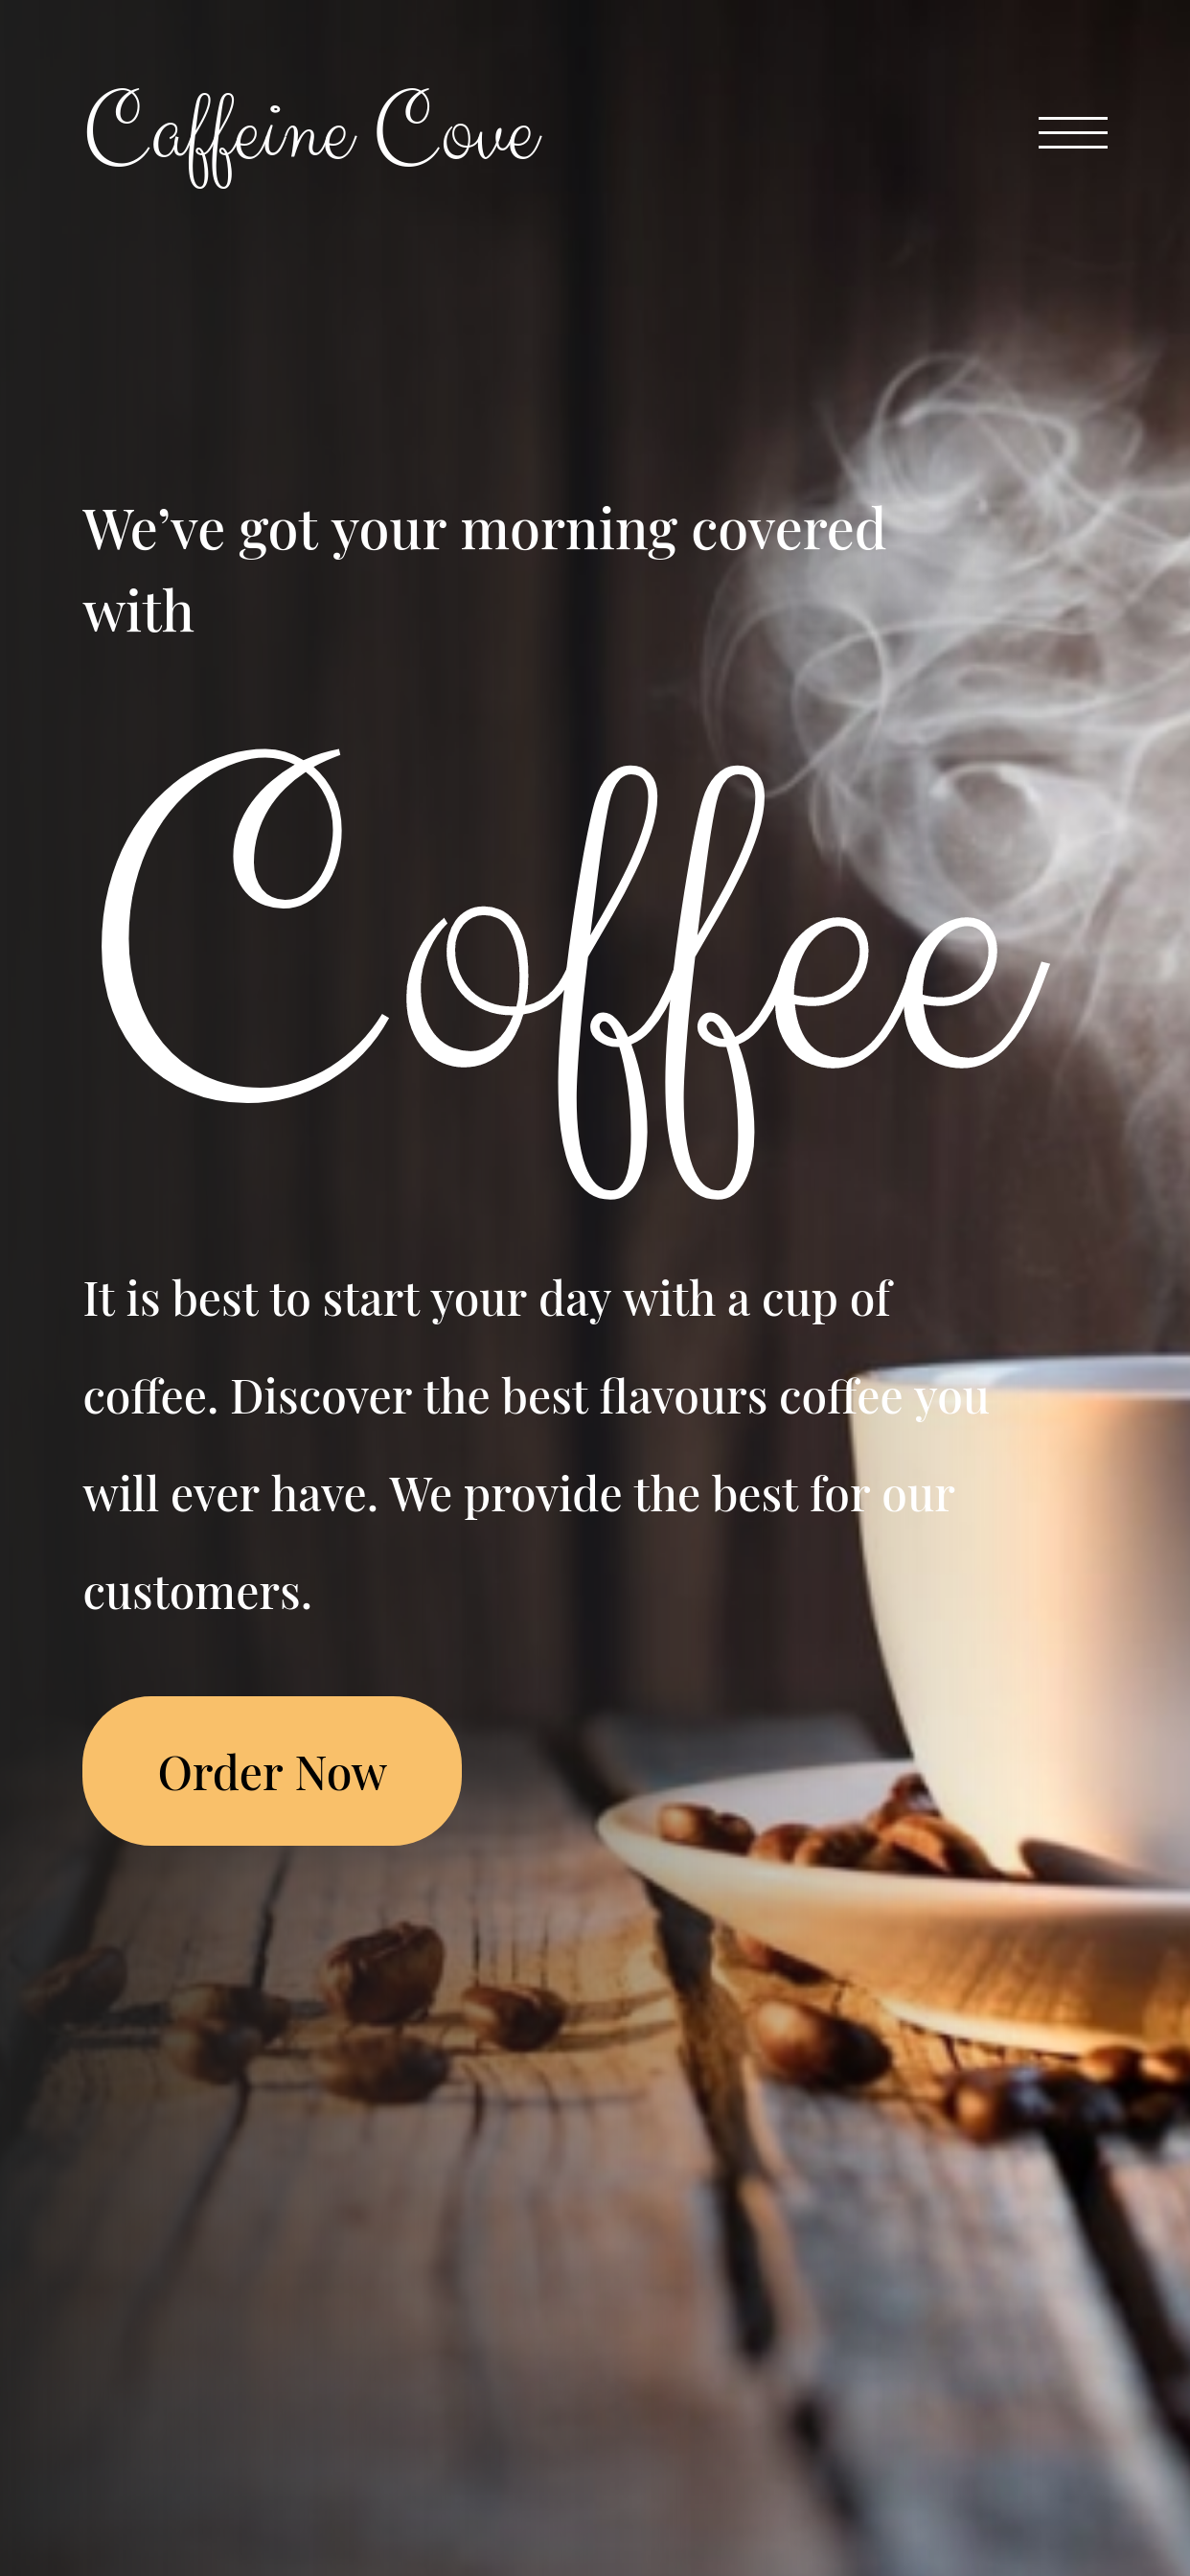 Caffeine Cove
We’ve got your morning covered
with
Coffee
It is best to start your day with a cup of
coffee. Discover the best flavours coffee you
will ever have. We provide the best for our
customers.
Order Now